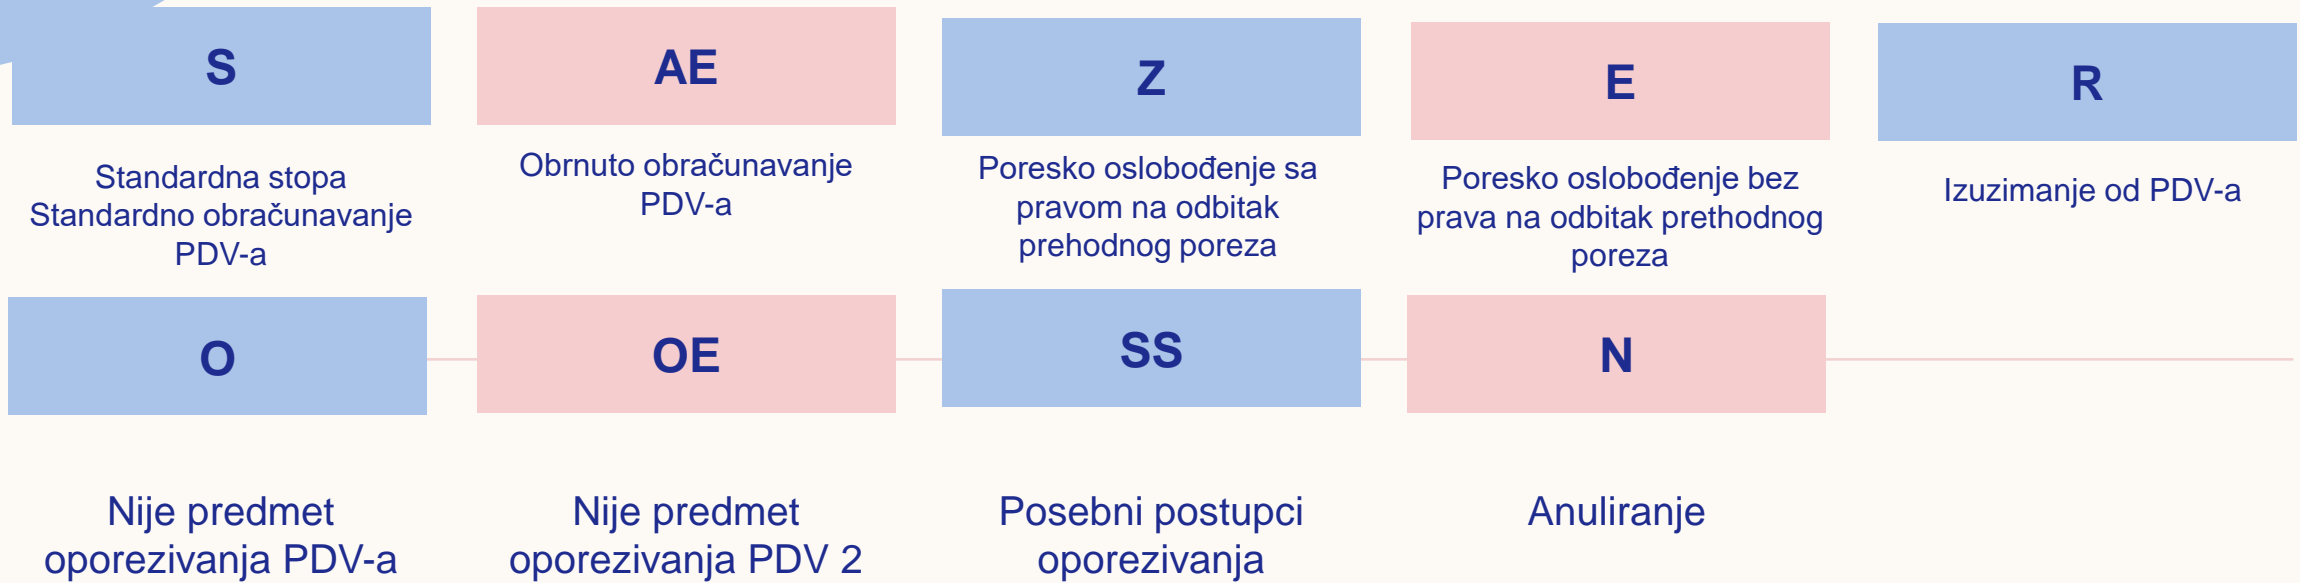 S
AE
Z
E
R
Standardna stopa
Standardno obračunavanje
PDV-a
Obrnuto obračunavanje
PDV-a
Poresko oslobođenje sa
pravom na odbitak
prehodnog poreza
Poresko oslobođenje bez
prava na odbitak prethodnog
poreza
Izuzimanje od PDV-a
O
OE
SS
N
Nije predmet
oporezivanja PDV-a
Nije predmet
oporezivanja PDV 2
Posebni postupci
oporezivanja
Anuliranje